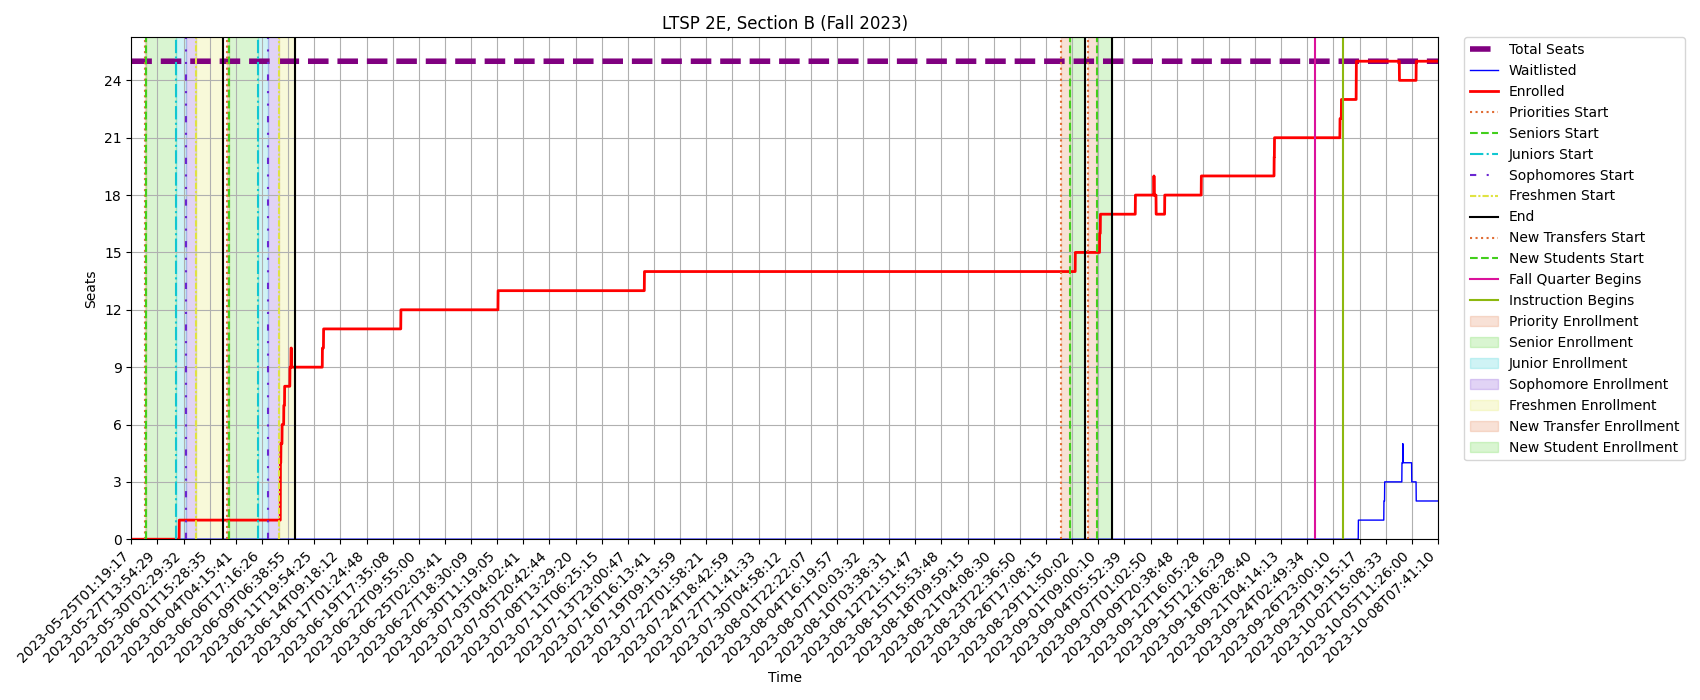 LTSP 2E, Section B (Fall 2023)
Seats
24
21
18
15
12
9
6
3
0
2023-05-25T01:19:17
2023-05-27T13:54:29
2023-05-30T02:29:32
2023-06-01T15:28:35
2023-06-04T04:15:41
2023-06-06T17:16:26
2023-06-09T06:38:55
2023-06-11T19:54:25
2023-06-14T09:18:12
2023-06-17T01:24:48
2023-06-19T17:35:08
2023-06-22T09:55:00
2023-06-25T02:03:41
2023-06-27T18:30:09
2023-06-30T11:19:05
2023-07-03T04:02:41
2023-07-05T20:42:44
2023-07-08T13:29:20
2023-07-11T06:25:15
2023-07-13T23:00:47
2023-07-16T16:13:41
2023-07-19T09:13:59
2023-07-22T01:58:21
2023-07-24T18:42:59
2023-07-27T11:41:33
2023-07-30T04:58:12
2023-08-01T22:22:07
2023-08-04T16:19:57
2023-08-07T10:03:32
2023-08-10T03:38:31
2023-08-12T21:51:47
2023-08-15T15:53:48
2023-08-18T09:59:15
2023-08-21T04:08:30
2023-08-23T22:36:50
2023-08-26T17:08:15
2023-08-29T11:50:02
2023-09-01T09:00:10
2023-09-04T05:52:39
2023-09-07T01:02:50
2023-09-09T20:38:48
2023-09-12T16:05:28
2023-09-15T12:16:29
2023-09-18T08:28:40
2023-09-21T04:14:13
2023-09-24T02:49:34
2023-09-26T23:00:10
2023-09-29T19:15:17
2023-10-02T15:08:33
2023-10-05T11:26:00
2023-10-08T07:41:10
Time
Total Seats
Waitlisted
Enrolled
Priorities Start
Seniors Start
Juniors Start
Sophomores Start
Freshmen Start
End
New Transfers Start
New Students Start
Fall Quarter Begins
Instruction Begins
Priority Enrollment
Senior Enrollment
Junior Enrollment
Sophomore Enrollment
Freshmen Enrollment
New Transfer Enrollment
New Student Enrollment